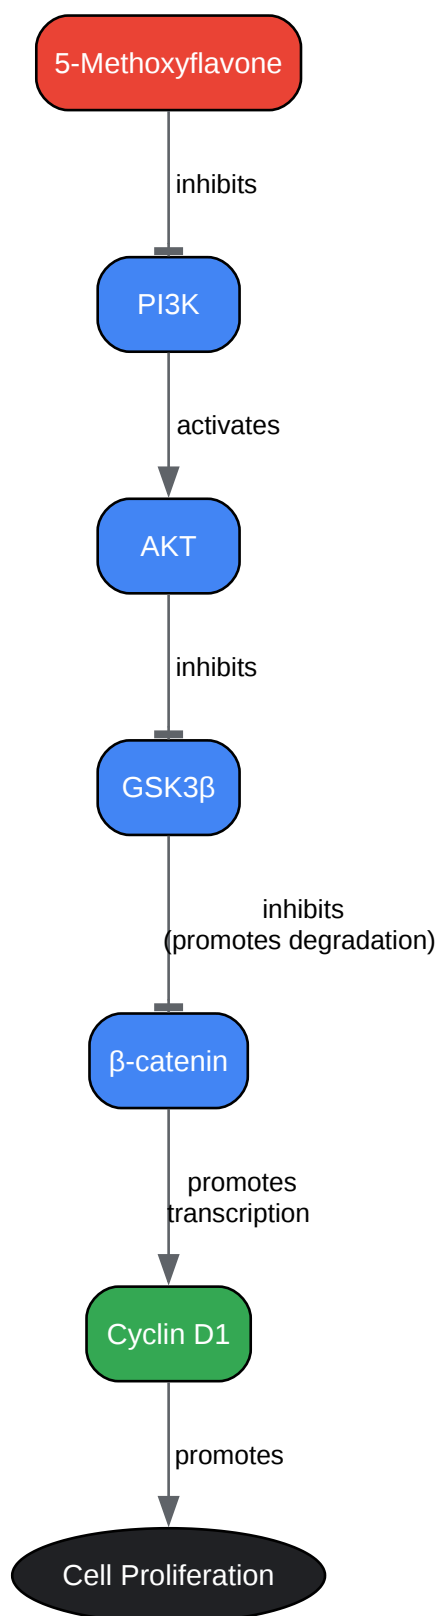 5-Methoxyflavone
inhibits
PI3K
activates
AKT
inhibits
GSK3β
inhibits
(promotes degradation)
β-catenin
promotes
transcription
Cyclin D1
promotes
Cell Proliferation